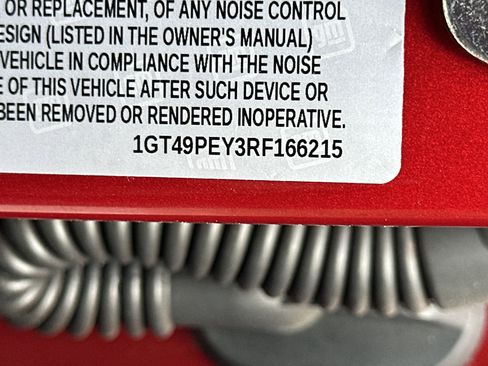 , OR REPLACEMENT, OF ANY NOISE CONTROL
ESIGN (LISTED IN THE OWNER'S MANUAL)
VEHICLE IN COMPLIANCE WITH THE NOISE
E OF THIS VEHICLE AFTER SUCH DEVICE OR
BEEN REMOVED OR RENDERED INOPERATIVE.
1GT49PEY3RF166215